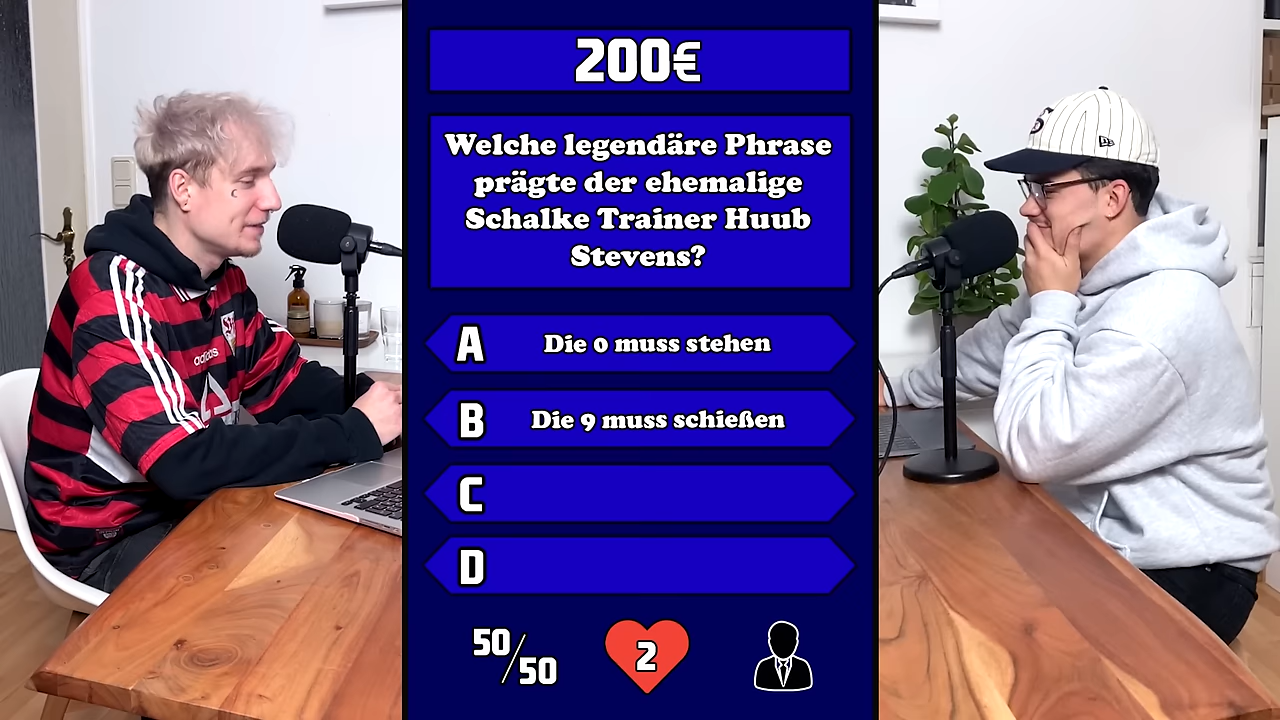 200€
Welche legendäre Phrase
prägte der ehemalige
Schalke Trainer Huub
Stevens?
A Die 0 muss stehen
B Die 9 muss schießen
C
D
50/50
2
adidas